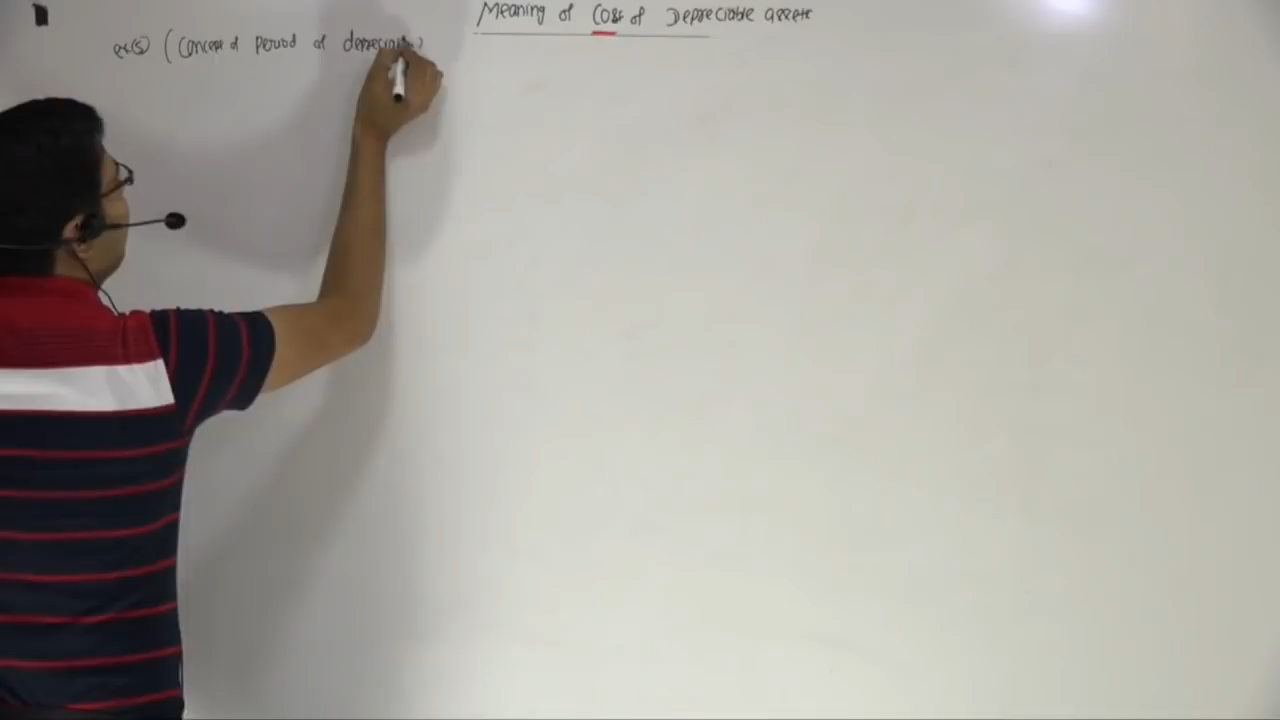 Meaning of Cost of Depreciable assets
(Concept of period of depreciation)